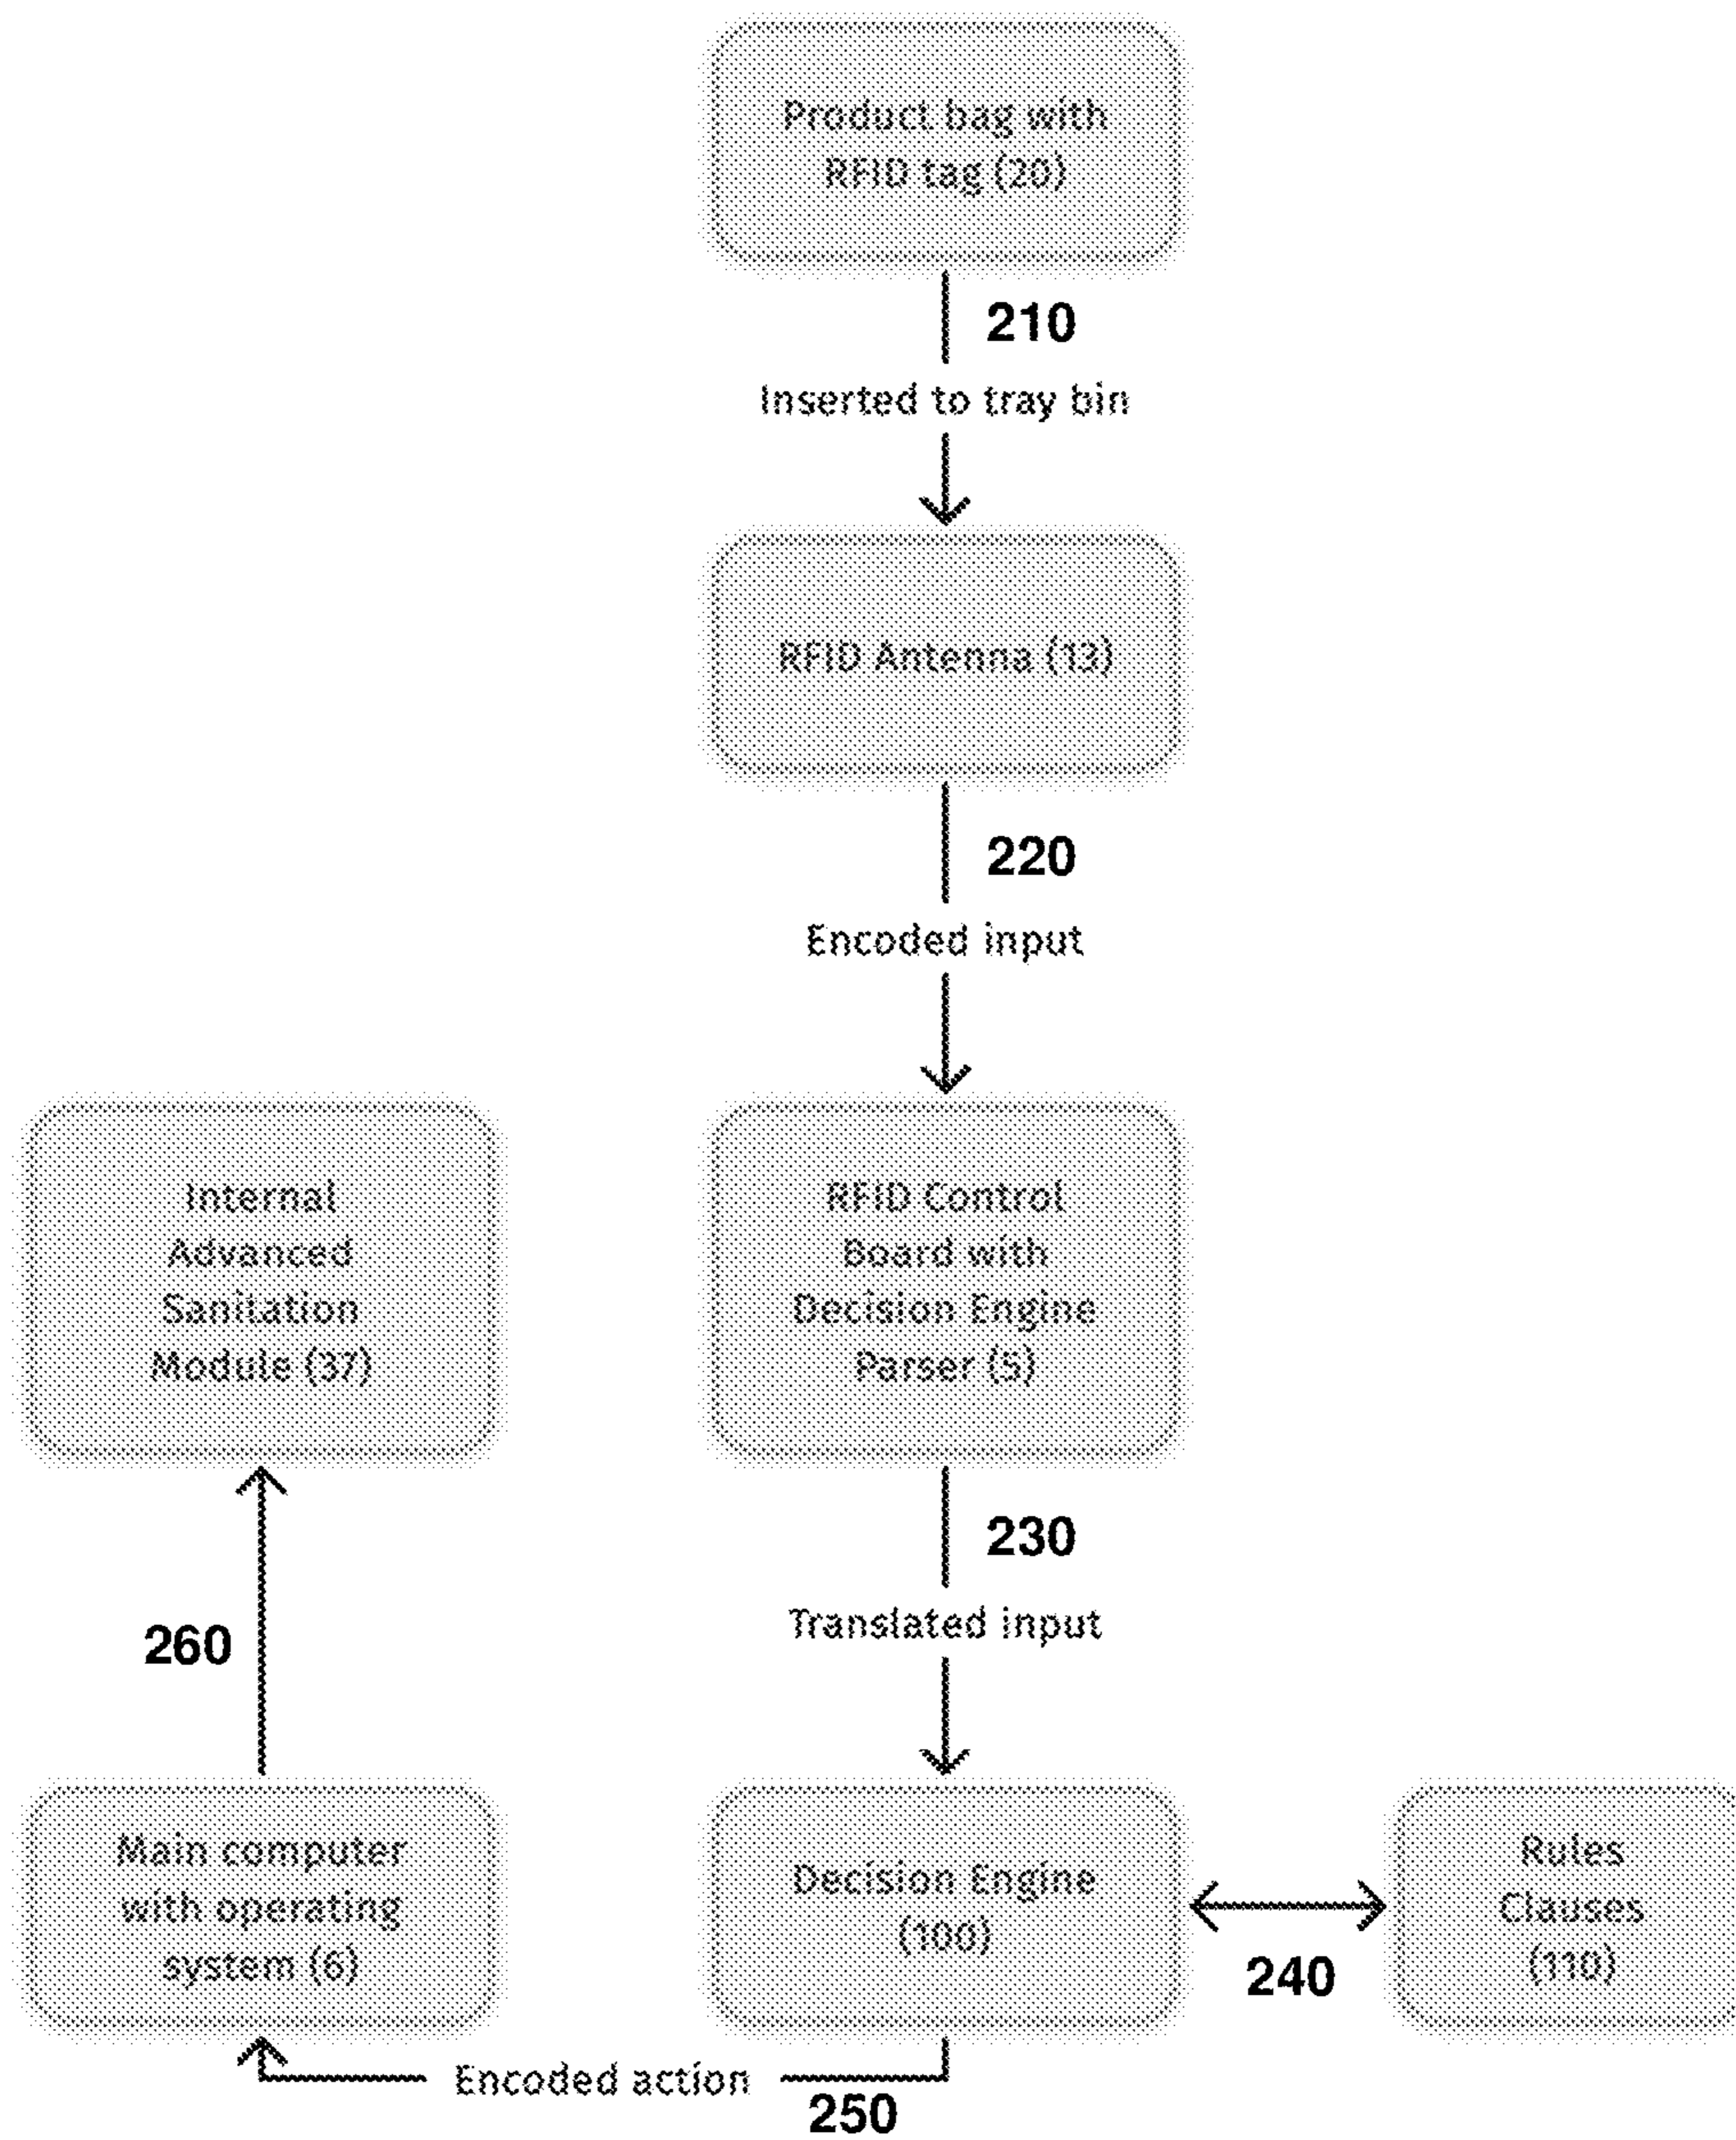 Product bag with
RFID tag (20)
210
Inserted to tray bin
RFID Antenna (13)
220
Encoded input
Internal
Advanced
Sanitation
Module (37)
RFID Control
Board with
Decision Engine
Parser (5)
230
Translated input
260
Main computer
with operating
system (6)
Decision Engine
(100)
240
Rules
Clauses
(110)
Encoded action
250